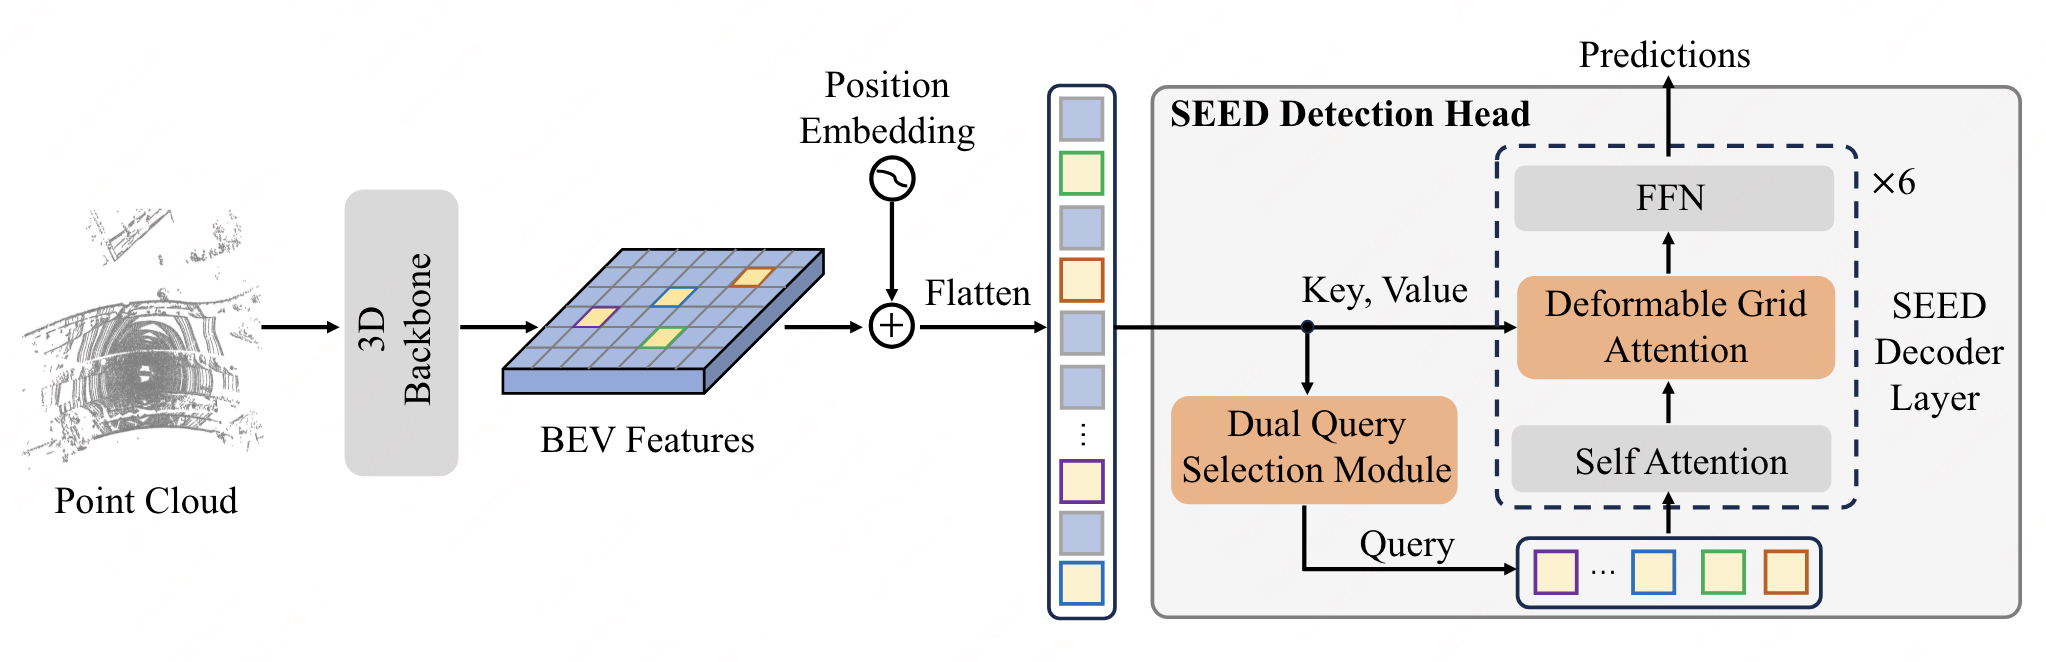 Point Cloud
3D
Backbone
BEV Features
Position
Embedding
Flatten
SEED Detection Head
Key, Value
Dual Query
Selection Module
Query
Predictions
FFN
×6
Deformable Grid
Attention
Self Attention
SEED
Decoder
Layer